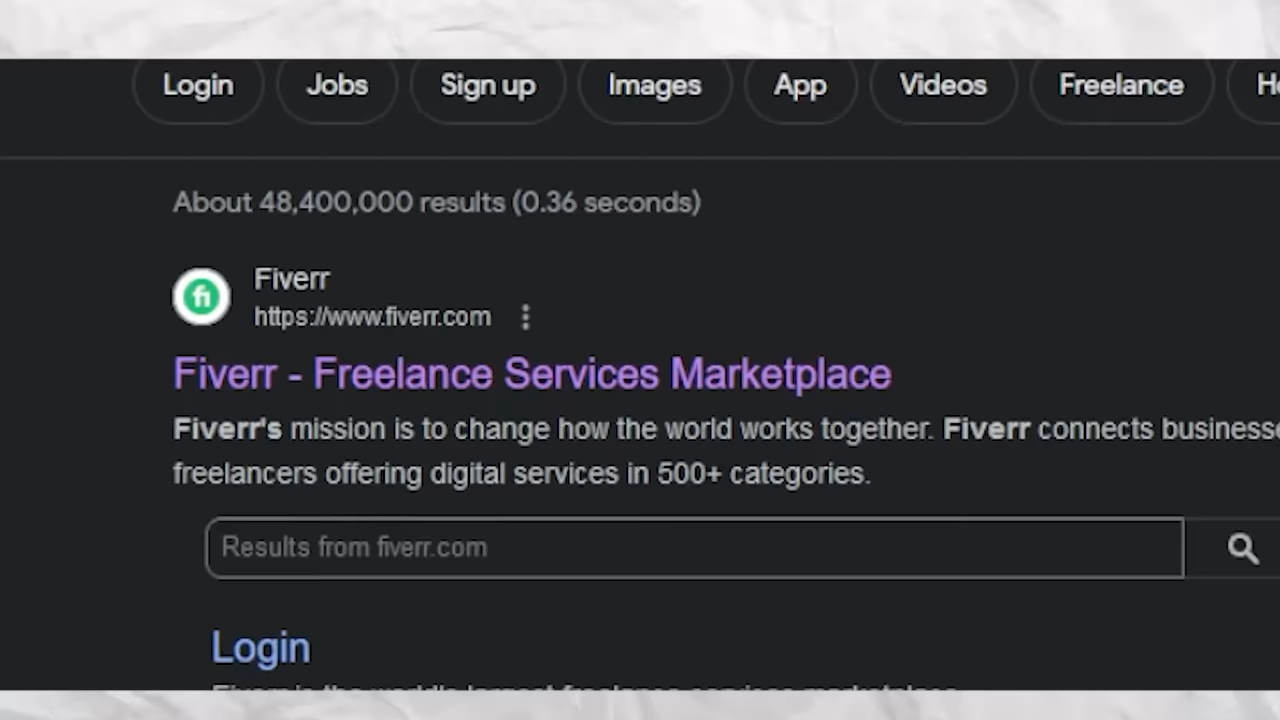 Login Jobs Sign up Images App Videos Freelance
About 48,400,000 results (0.36 seconds)
fi
Fiverr
https://www.fiverr.com
Fiverr - Freelance Services Marketplace
Fiverr's mission is to change how the world works together. Fiverr connects
freelancers offering digital services in 500+ categories.
Results from fiverr.com
Login